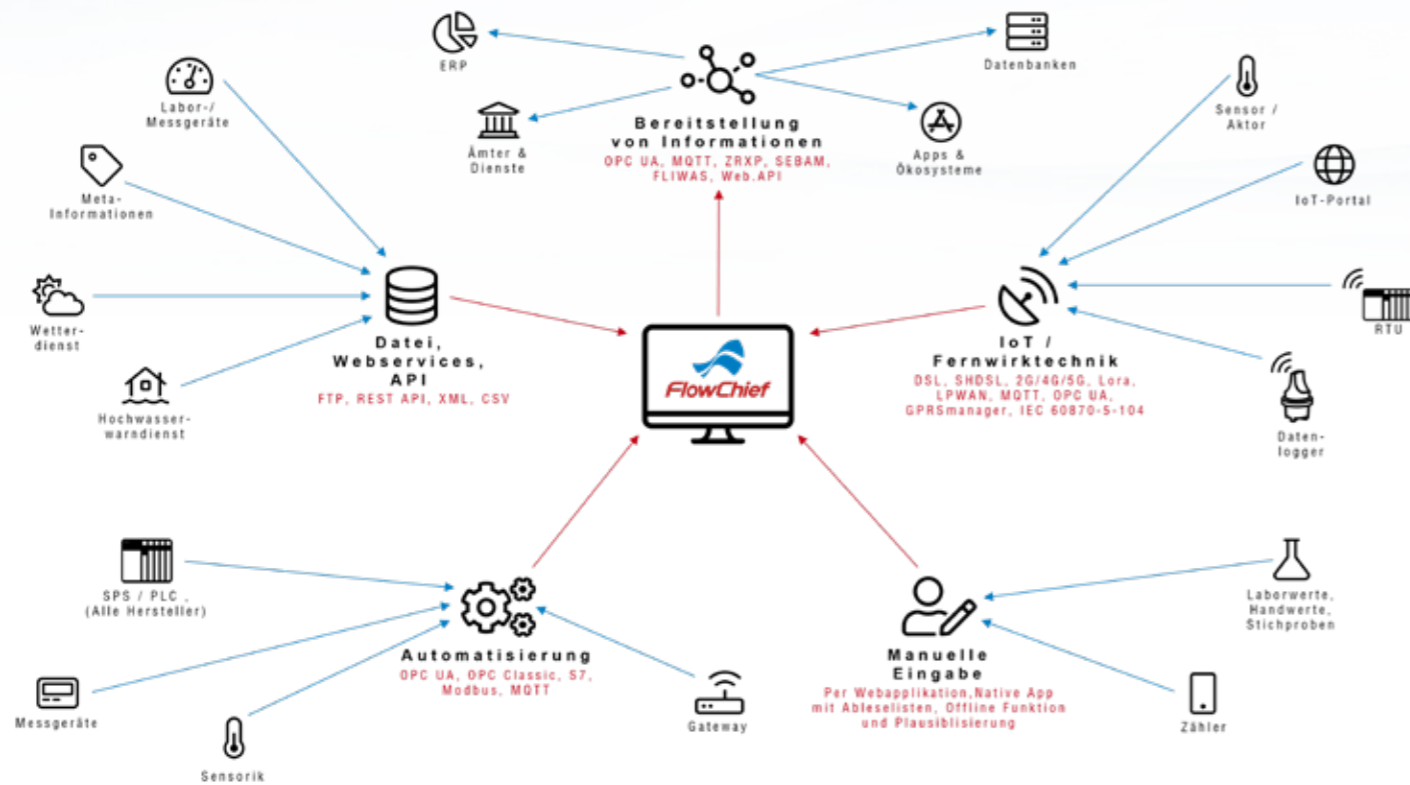 ERP
Datenbanken
Labor-/
Messgeräte
Bereitstellung
von Informationen
OPC UA, MQTT, ZRXP, SEBAM,
FLIWAS, Web.API
Ämter &
Dienste
Apps &
Ökosysteme
Sensor /
Aktor
Meta-
Informationen
IoT-Portal
Wetter-
dienst
RTU
Datei,
Webservices,
API
FTP, REST API, XML, CSV
FlowChief
IoT /
Fernwirktechnik
DSL, SHDSL, 2G/4G/5G, Lora,
LPWAN, MQTT, OPC UA,
GPRSmanager, IEC 60870-5-104
Hochwasser-
warndienst
Daten-
logger
SPS / PLC .
(Alle Hersteller)
Laborwerte,
Handwerte,
Stichproben
Automatisierung
OPC UA, OPC Classic, S7,
Modbus, MQTT
Manuelle
Eingabe
Per Webapplikation,Native App
mit Ableselisten, Offline Funktion
und Plausiblisierung
Messgeräte
Gateway
Zähler
Sensorik